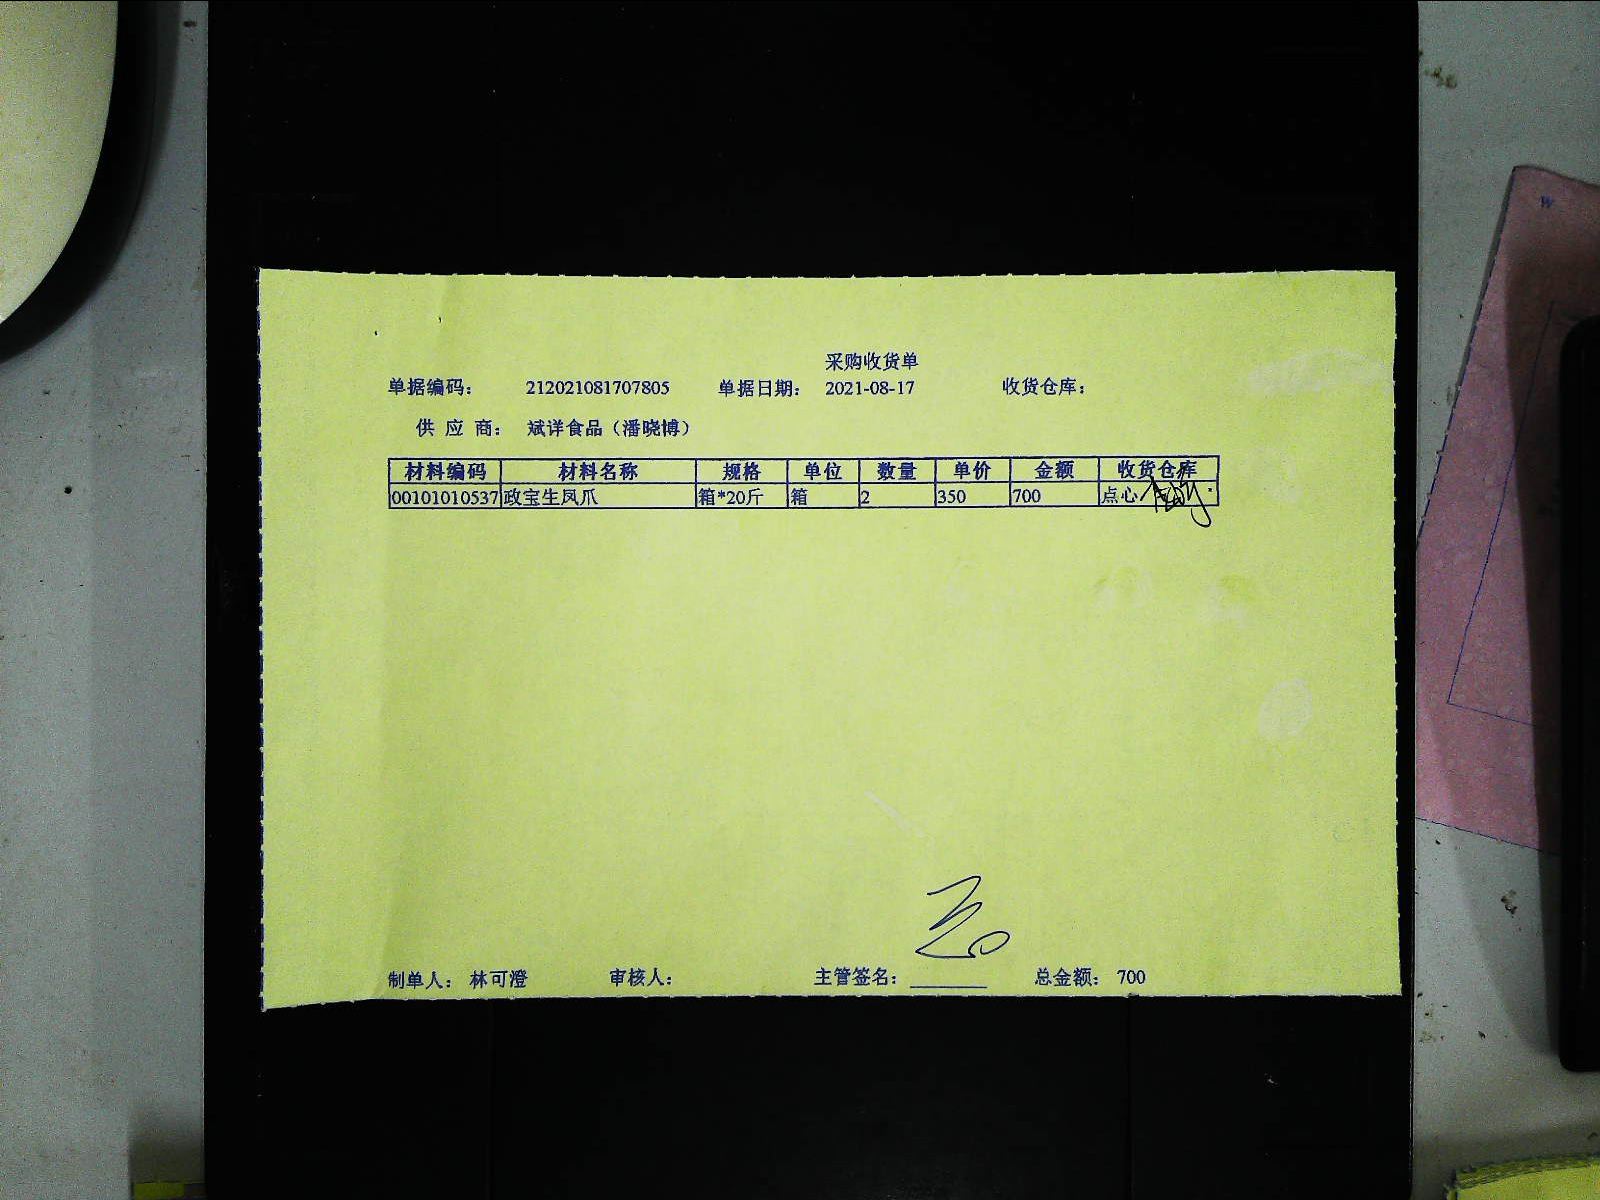 采购收货单
单据编码： 212021081707805 单据日期： 2021-08-17 收货仓库：
供 应 商： 斌详食品（潘晓博）
材料编码 材料名称 规格 单位 数量 单价 金额 收货仓库
00101010537 政宝生凤爪 箱*20斤 箱 2 350 700 点心
制单人： 林可澄 审核人： 主管签名： 总金额： 700